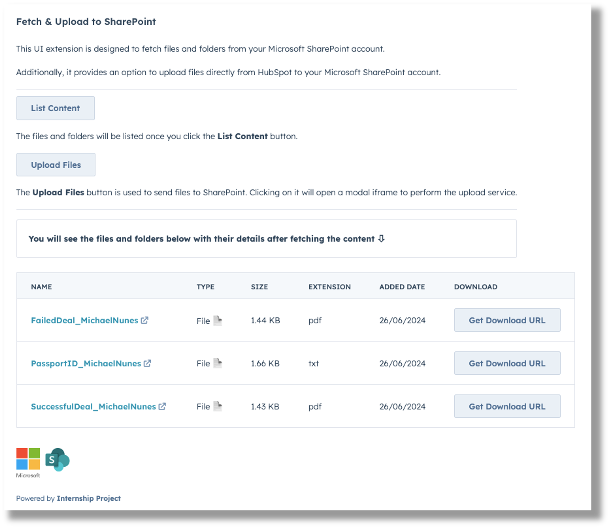 Fetch & Upload to SharePoint
This UI extension is designed to fetch files and folders from your Microsoft SharePoint account.
Additionally, it provides an option to upload files directly from HubSpot to your Microsoft SharePoint account.
List Content
The files and folders will be listed once you click the List Content button.
Upload Files
The Upload Files button is used to send files to SharePoint. Clicking on it will open a modal iframe to perform the upload service.
You will see the files and folders below with their details after fetching the content ⇩
NAME TYPE SIZE EXTENSION ADDED DATE DOWNLOAD
FailedDeal_MichaelNunes File 1.44 KB pdf 26/06/2024 Get Download URL
PassportID_MichaelNunes File 1.66 KB txt 26/06/2024 Get Download URL
SuccessfulDeal_MichaelNunes File 1.43 KB pdf 26/06/2024 Get Download URL
S
Microsoft
Powered by Internship Project